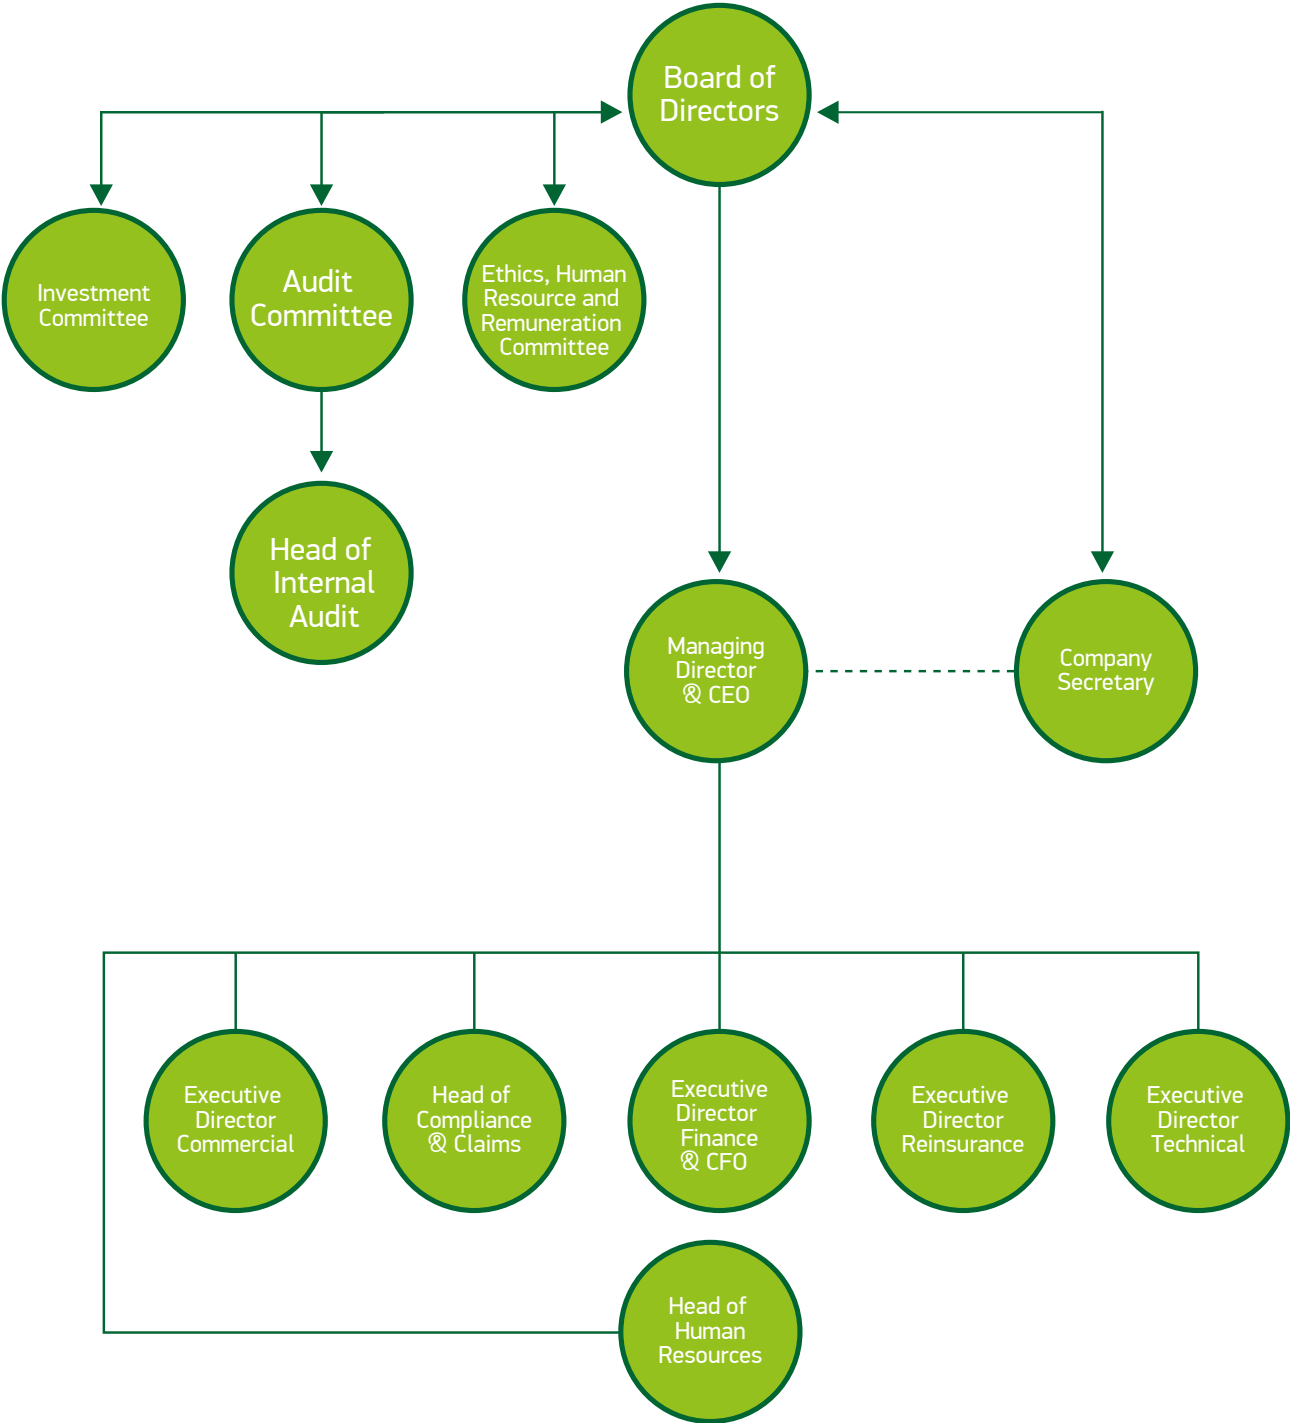 Board of
Directors
Investment
Committee
Audit
Committee
Ethics, Human
Resource and
Remuneration
Committee
Head of
Internal
Audit
Managing
Director
& CEO
Company
Secretary
Executive
Director
Commercial
Head of
Compliance
& Claims
Executive
Director
Finance
& CFO
Executive
Director
Reinsurance
Executive
Director
Technical
Head of
Human
Resources